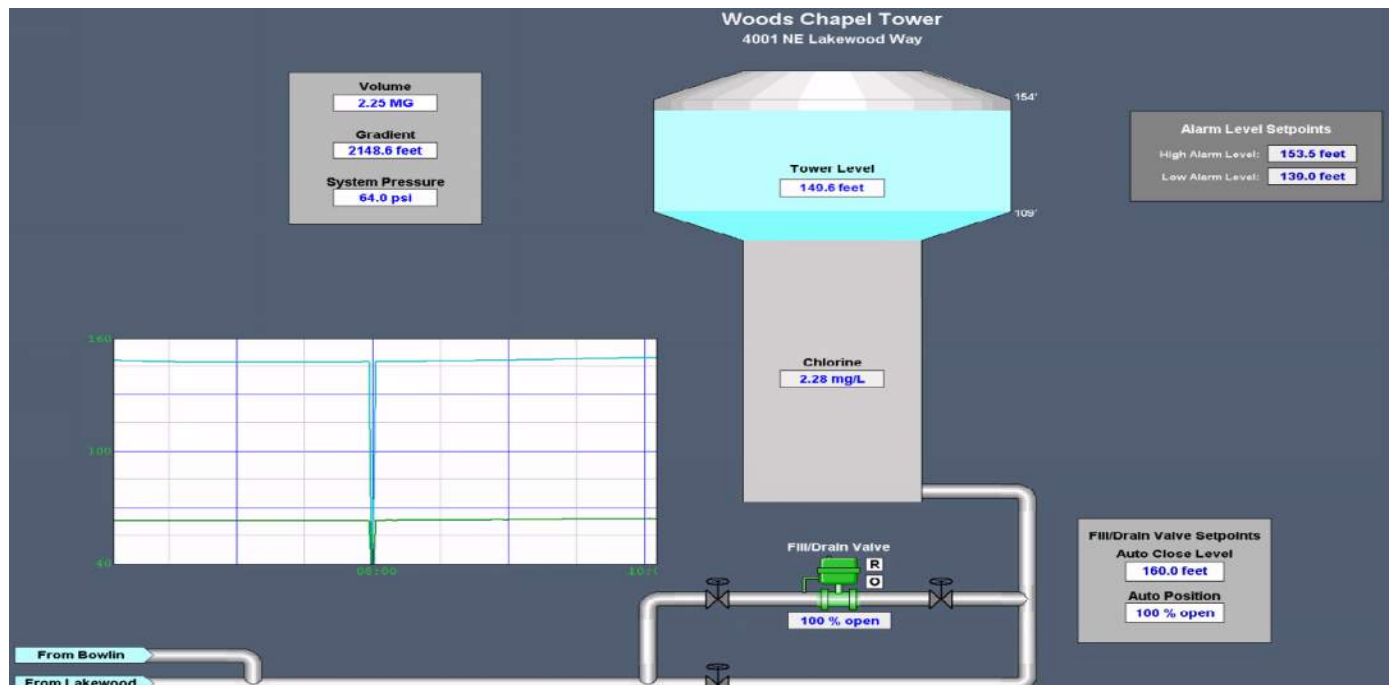 Woods Chapel Tower
4001 NE Lakewood Way
Volume
2.25 MG
Gradient
2148.6 feet
System Pressure
64.0 psi
154'
Tower Level
149.6 feet
109'
Alarm Level Setpoints
High Alarm Level: 153.5 feet
Low Alarm Level: 139.0 feet
160
100
40
08:00
10:0
Chlorine
2.28 mg/L
Fill/Drain Valve
R
O
100 % open
Fill/Drain Valve Setpoints
Auto Close Level
160.0 feet
Auto Position
100 % open
From Bowlin
From Lakewood